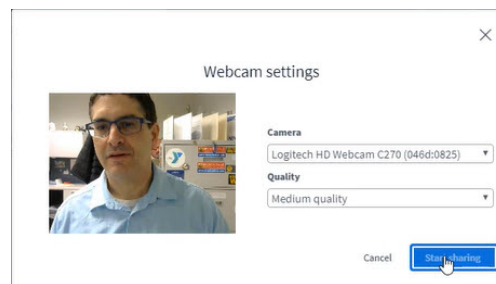 Webcam settings
Camera
Logitech HD Webcam C270 (046d:0825)
Quality
Medium quality
Cancel
Start sharing